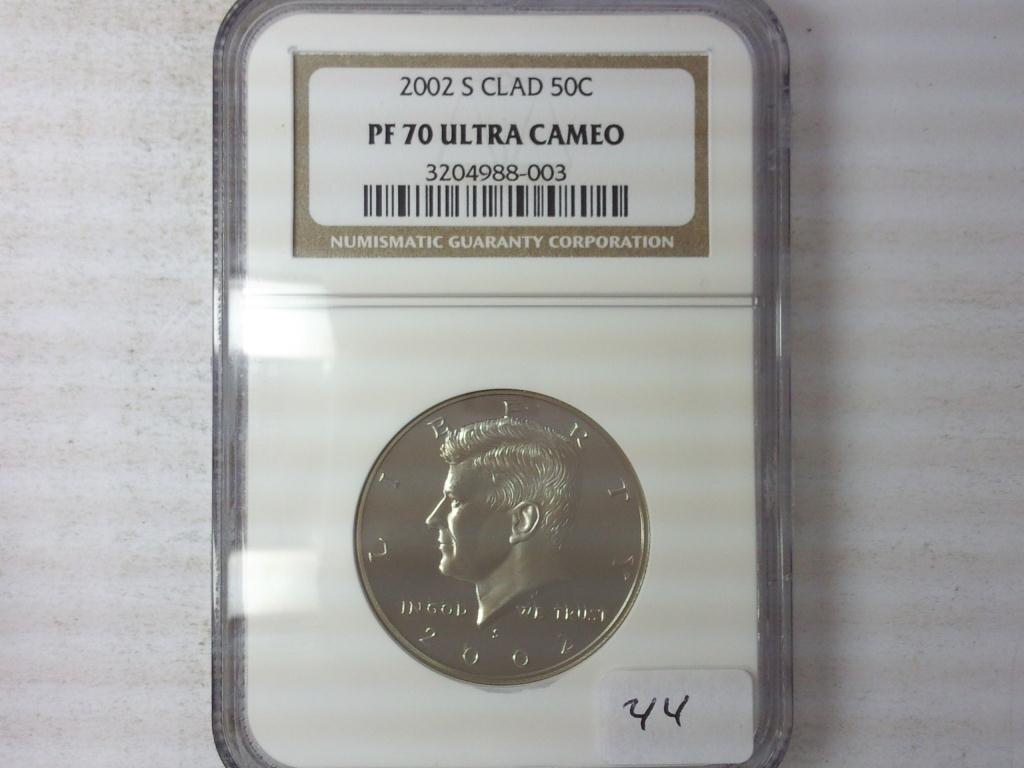 2002 S CLAD 50C
PF 70 ULTRA CAMEO
3204988-003
NUMISMATIC GUARANTY CORPORATION
LIBERTY
IN GOD WE TRUST
S
2002
44